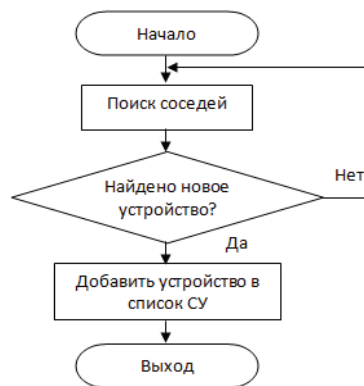 Начало
Поиск соседей
Найдено новое
устройство?
Нет
Да
Добавить устройство в
список СУ
Выход